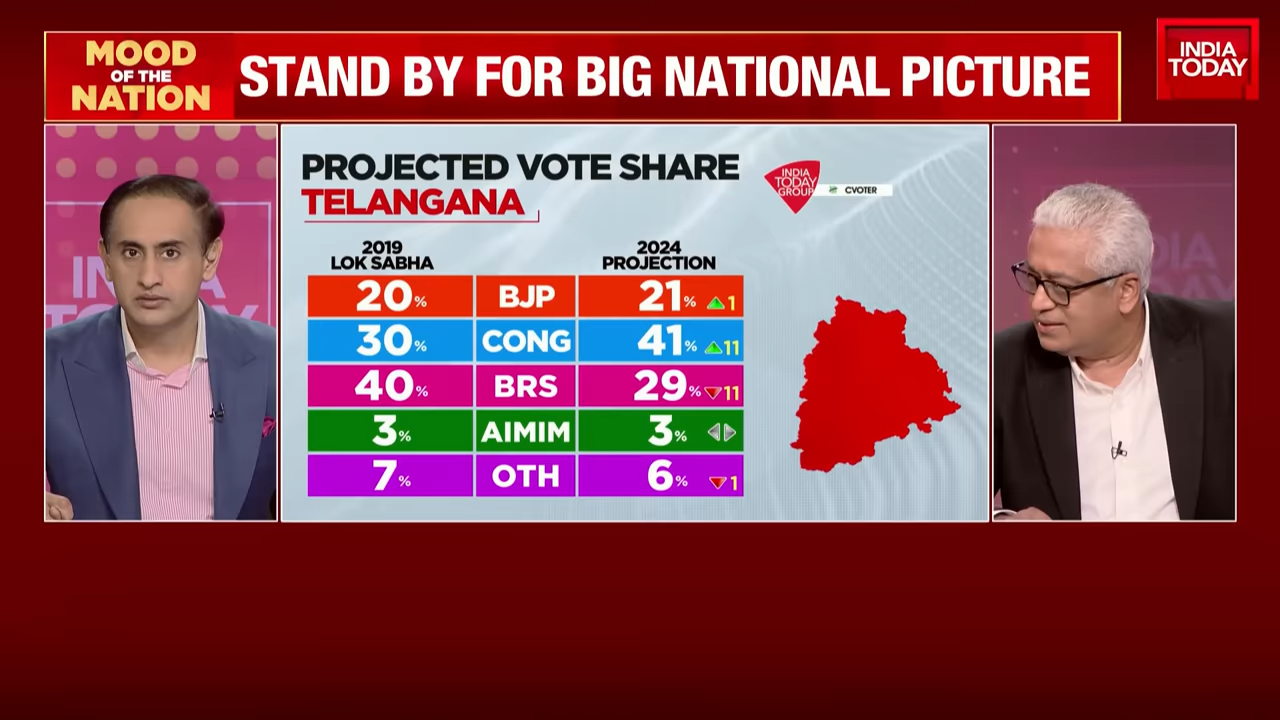 MOOD
OF THE
NATION
STAND BY FOR BIG NATIONAL PICTURE
INDIA
TODAY
PROJECTED VOTE SHARE
TELANGANA
INDIA
TODAY
GROUP
CVOTER
2019
LOK SABHA
2024
PROJECTION
20% BJP 21% 1
30% CONG 41% 11
40% BRS 29% 11
3% AIMIM 3%
7% OTH 6% 1